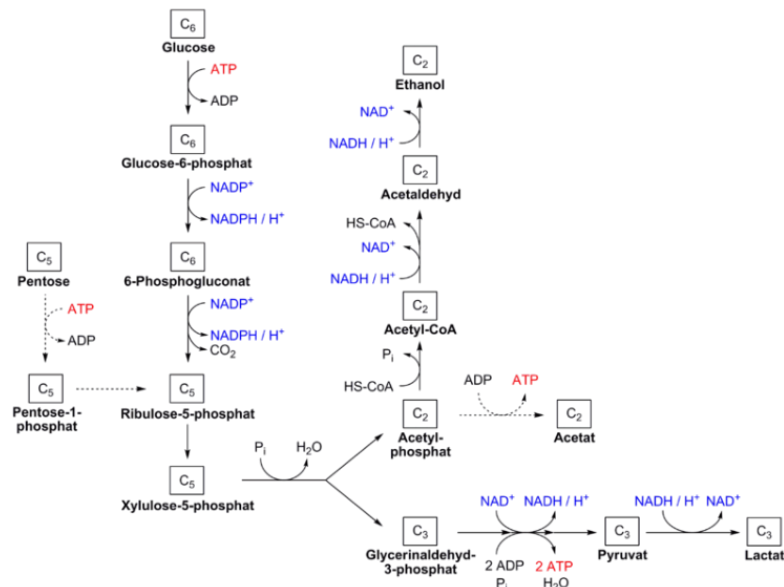 C6
Glucose
ATP
ADP
C6
Glucose-6-phosphat
NADP+
NADPH / H+
C6
6-Phosphogluconat
NADP+
NADPH / H+
CO2
C5
Pentose
ATP
ADP
C5
Pentose-1-
phosphat
C5
Ribulose-5-phosphat
C5
Xylulose-5-phosphat
Pi
H2O
C2
Ethanol
NAD+
NADH / H+
C2
Acetaldehyd
HS-CoA
NAD+
NADH / H+
C2
Acetyl-CoA
Pi
HS-CoA
C2
Acetyl-
phosphat
ADP
ATP
C2
Acetat
C3
Glycerinaldehyd-
3-phosphat
NAD+
NADH / H+
2 ADP
2 ATP
Pi
H2O
C3
Pyruvat
NADH / H+
NAD+
C3
Lactat